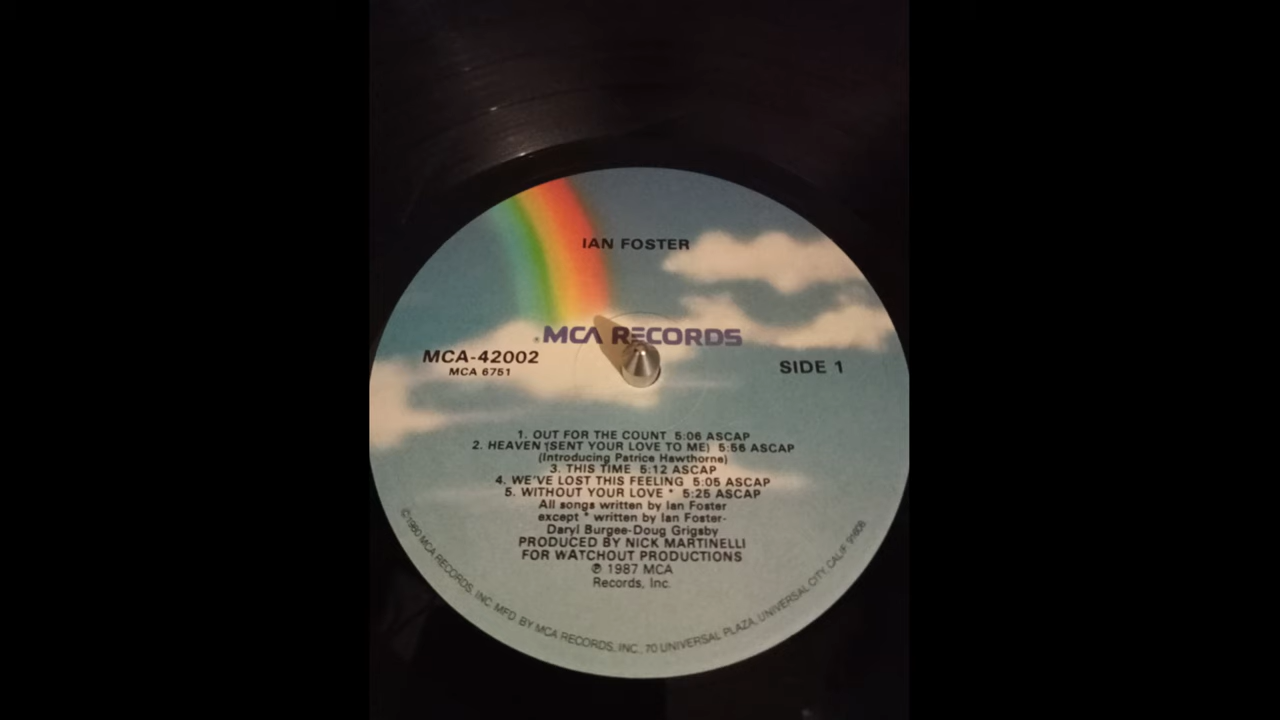 IAN FOSTER
MCA RECORDS
MCA-42002
MCA 6751
SIDE 1
1. OUT FOR THE COUNT 5:06 ASCAP
2. HEAVEN (SENT YOUR LOVE TO ME) 5:56 ASCAP
(Introducing Patrice Hawthorne)
3. THIS TIME 5:12 ASCAP
4. WE'VE LOST THIS FEELING 5:05 ASCAP
5. WITHOUT YOUR LOVE * 5:25 ASCAP
All songs written by Ian Foster
except * written by Ian Foster-
Daryl Burgee-Doug Grigsby
PRODUCED BY NICK MARTINELLI
FOR WATCHOUT PRODUCTIONS
℗ 1987 MCA
Records, Inc.
©1980 MCA RECORDS, INC. MFD. BY MCA RECORDS, INC., 70 UNIVERSAL PLAZA, UNIVERSAL CITY, CALIF. 91608